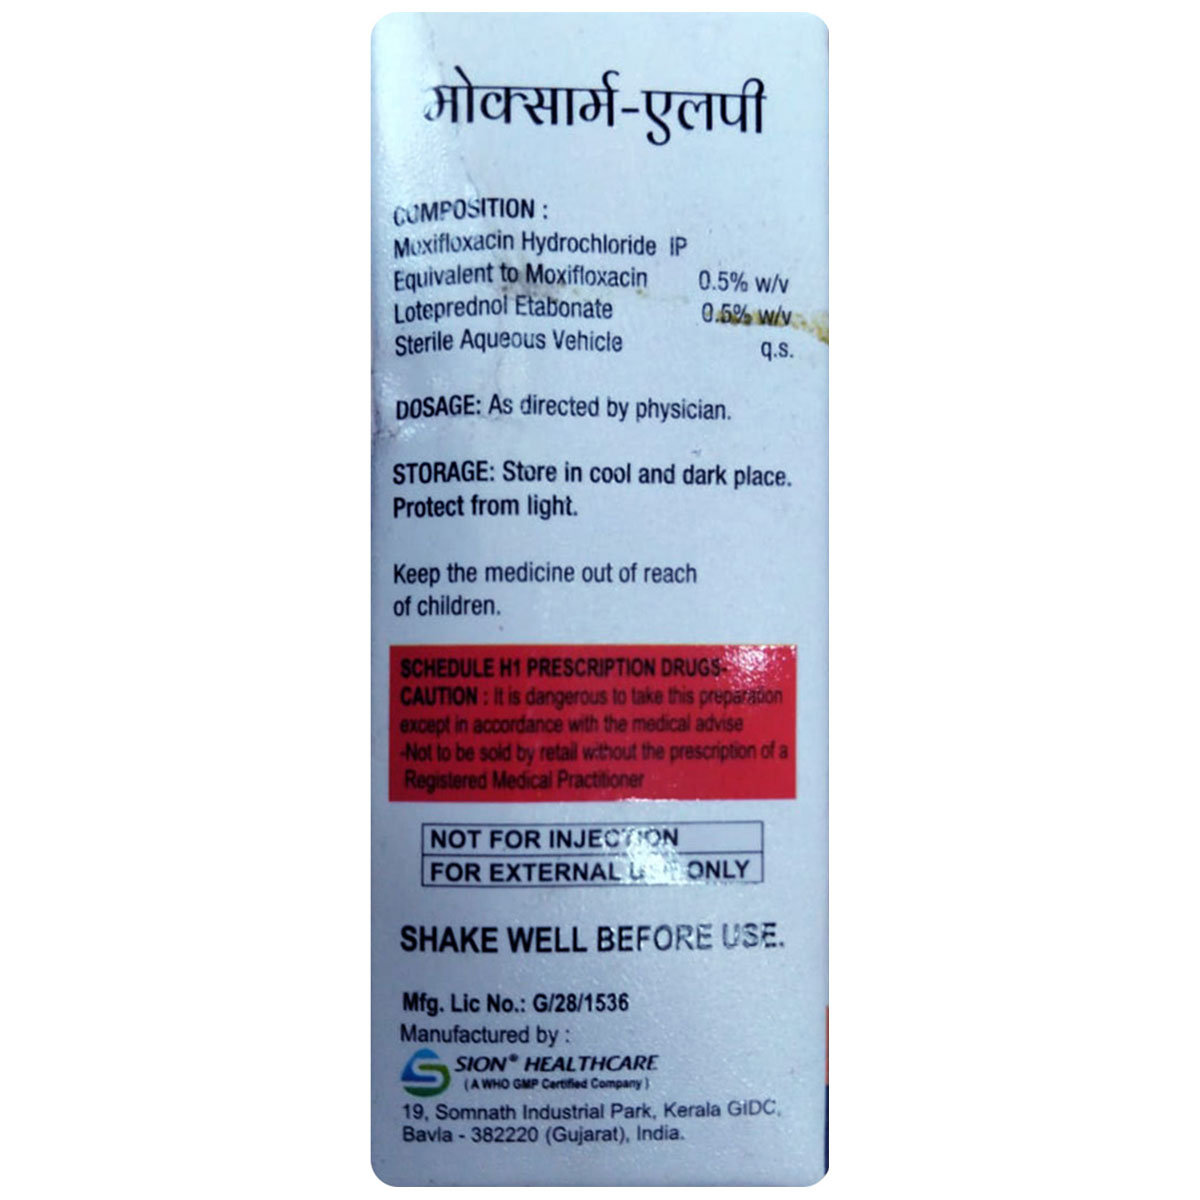 मोक्सार्म-एलपी
COMPOSITION :
Moxifloxacin Hydrochloride IP
Equivalent to Moxifloxacin 0.5% w/v
Loteprednol Etabonate 0.5% w/v
Sterile Aqueous Vehicle q.s.
DOSAGE: As directed by physician.
STORAGE: Store in cool and dark place.
Protect from light.
Keep the medicine out of reach
of children.
SCHEDULE H1 PRESCRIPTION DRUGS-
CAUTION : It is dangerous to take this preparation
except in accordance with the medical advise
-Not to be sold by retail without the prescription of a
Registered Medical Practitioner
NOT FOR INJECTION
FOR EXTERNAL USE ONLY
SHAKE WELL BEFORE USE.
Mfg. Lic No.: G/28/1536
Manufactured by :
SION® HEALTHCARE
( A WHO GMP Certified Company )
19, Somnath Industrial Park, Kerala GIDC,
Bavla - 382220 (Gujarat), India.